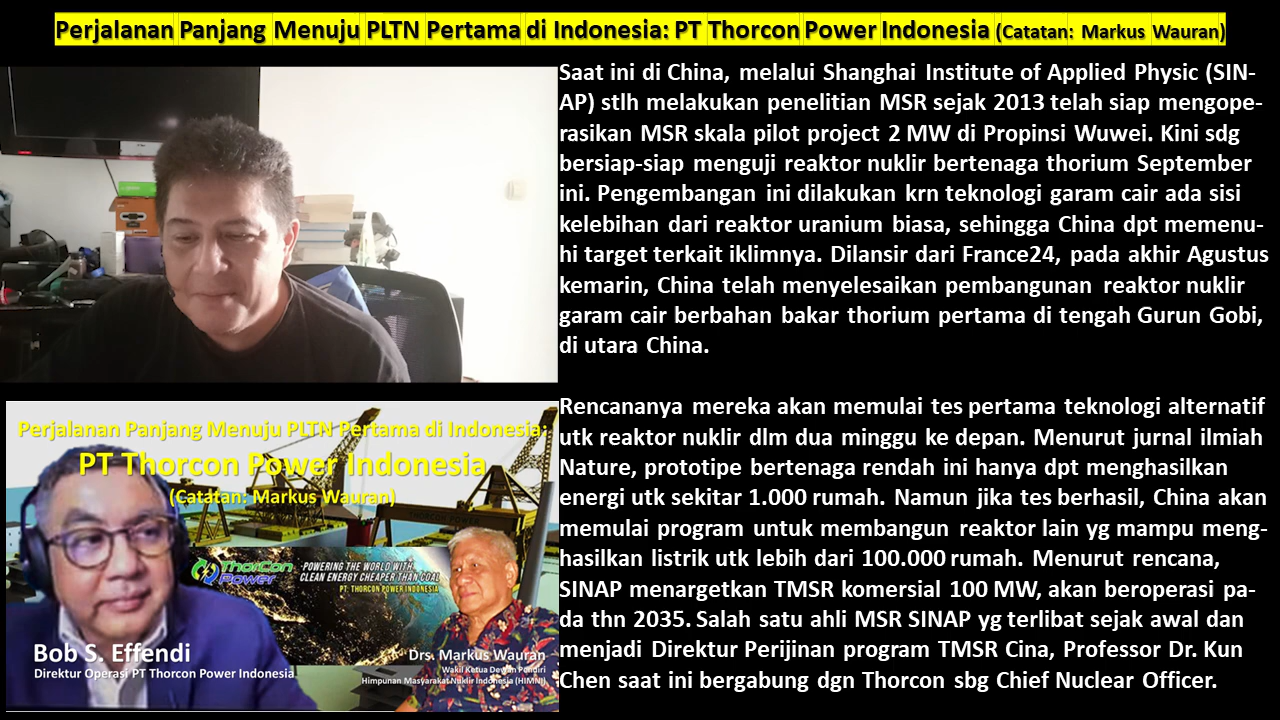 Perjalanan Panjang Menuju PLTN Pertama di Indonesia: PT Thorcon Power Indonesia (Catatan: Markus Wauran)
Saat ini di China, melalui Shanghai Institute of Applied Physic (SIN-
AP) stlh melakukan penelitian MSR sejak 2013 telah siap mengope-
rasikan MSR skala pilot project 2 MW di Propinsi Wuwei. Kini sdg
bersiap-siap menguji reaktor nuklir bertenaga thorium September
ini. Pengembangan ini dilakukan krn teknologi garam cair ada sisi
kelebihan dari reaktor uranium biasa, sehingga China dpt memenu-
hi target terkait iklimnya. Dilansir dari France24, pada akhir Agustus
kemarin, China telah menyelesaikan pembangunan reaktor nuklir
garam cair berbahan bakar thorium pertama di tengah Gurun Gobi,
di utara China.
Rencananya mereka akan memulai tes pertama teknologi alternatif
utk reaktor nuklir dlm dua minggu ke depan. Menurut jurnal ilmiah
Nature, prototipe bertenaga rendah ini hanya dpt menghasilkan
energi utk sekitar 1.000 rumah. Namun jika tes berhasil, China akan
memulai program untuk membangun reaktor lain yg mampu meng-
hasilkan listrik utk lebih dari 100.000 rumah. Menurut rencana,
SINAP menargetkan TMSR komersial 100 MW, akan beroperasi pa-
da thn 2035. Salah satu ahli MSR SINAP yg terlibat sejak awal dan
menjadi Direktur Perijinan program TMSR Cina, Professor Dr. Kun
Chen saat ini bergabung dgn Thorcon sbg Chief Nuclear Officer.
Perjalanan Panjang Menuju PLTN Pertama di Indonesia:
PT Thorcon Power Indonesia
(Catatan: Markus Wauran)
ThorCon
Power
POWERING THE WORLD WITH
CLEAN ENERGY CHEAPER THAN COAL
PT. THORCON POWER INDONESIA
Bob S. Effendi
Direktur Operasi PT Thorcon Power Indonesia
Drs. Markus Wauran
Wakil Ketua Dewan Pendiri
Himpunan Masyarakat Nuklir Indonesia (HIMNI)